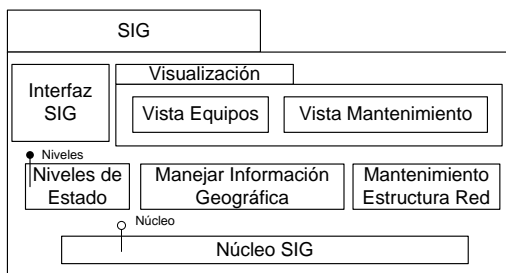 SIG
Interfaz
SIG
Visualización
Vista Equipos
Vista Mantenimiento
Niveles
Niveles de
Estado
Manejar Información
Geográfica
Mantenimiento
Estructura Red
Núcleo
Núcleo SIG